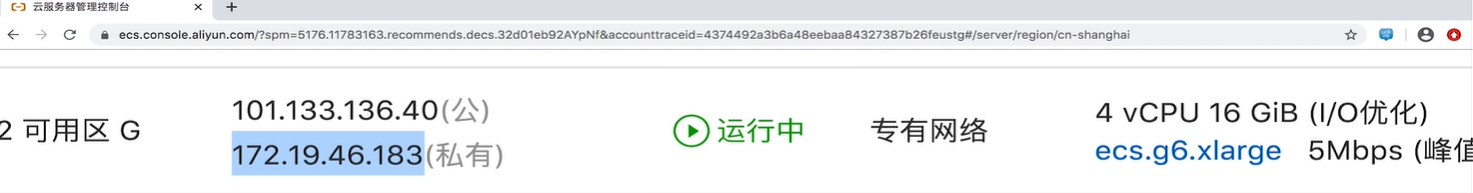 云服务器管理控制台
ecs.console.aliyun.com/?spm=5176.11783163.recommends.decs.32d01eb92AYpNf&accounttraceid=4374492a3b6a48eebaa84327387b26feustg#/server/region/cn-shanghai
2 可用区 G
101.133.136.40(公)
172.19.46.183(私有)
运行中
专有网络
4 vCPU 16 GiB (I/O优化)
ecs.g6.xlarge 5Mbps (峰值